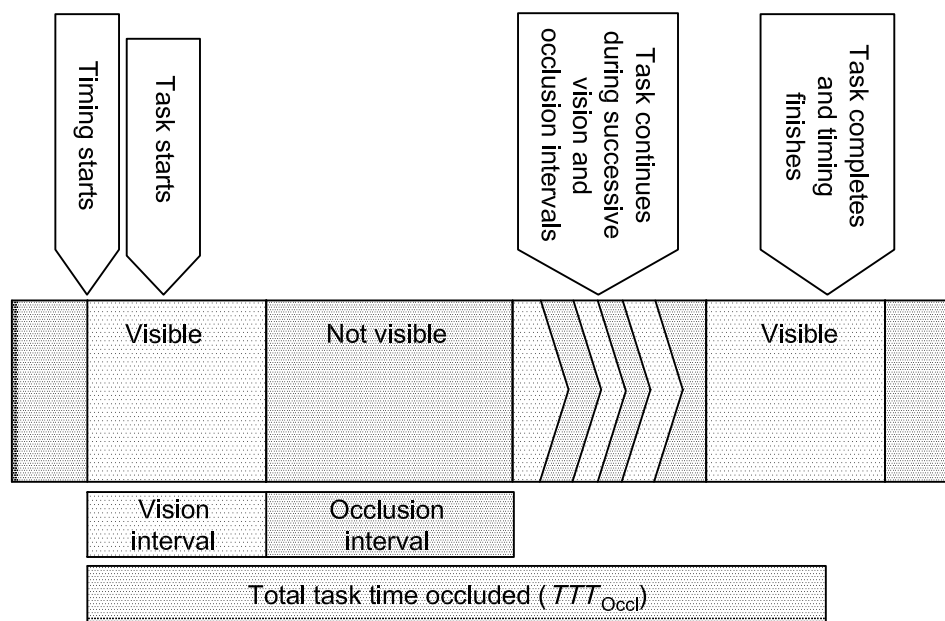 Timing starts
Task starts
Task continues
during successive
vision and
occlusion intervals
Task completes
and timing
finishes
Visible
Not visible
Visible
Vision
interval
Occlusion
interval
Total task time occluded (TTT_Occl)